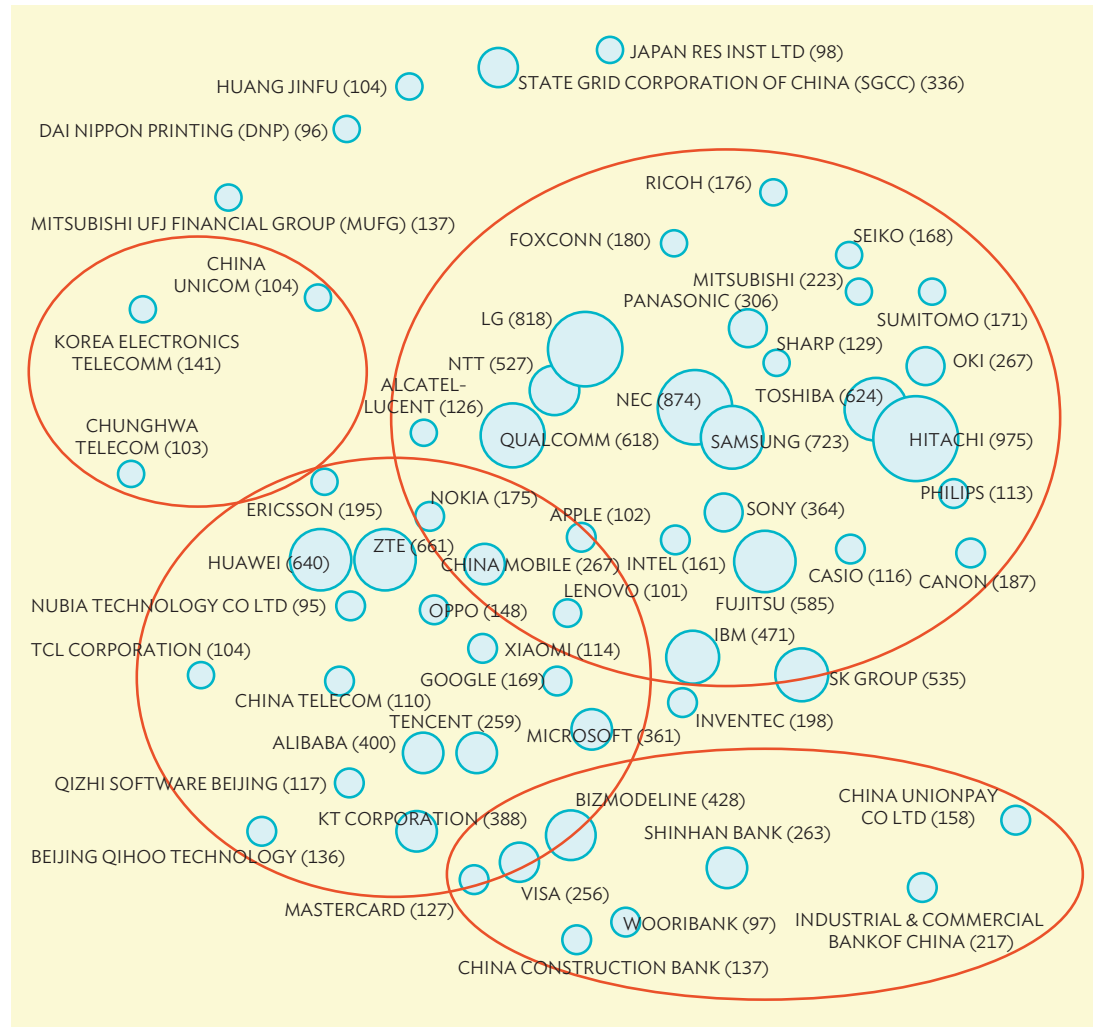 JAPAN RES INST LTD (98)
STATE GRID CORPORATION OF CHINA (SGCC) (336)
HUANG JINFU (104)
DAI NIPPON PRINTING (DNP) (96)
MITSUBISHI UFJ FINANCIAL GROUP (MUFG) (137)
RICOH (176)
FOXCONN (180)
SEIKO (168)
MITSUBISHI (223)
PANASONIC (306)
SUMITOMO (171)
CHINA
UNICOM (104)
KOREA ELECTRONICS
TELECOMM (141)
CHUNGHWA
TELECOM (103)
LG (818)
SHARP (129)
OKI (267)
NTT (527)
ALCATEL-
LUCENT (126)
NEC (874)
TOSHIBA (624)
QUALCOMM (618)
SAMSUNG (723)
HITACHI (975)
PHILIPS (113)
ERICSSON (195)
NOKIA (175)
APPLE (102)
SONY (364)
HUAWEI (640)
ZTE (661)
CHINA MOBILE (267)
INTEL (161)
CASIO (116)
CANON (187)
NUBIA TECHNOLOGY CO LTD (95)
OPPO (148)
LENOVO (101)
FUJITSU (585)
TCL CORPORATION (104)
XIAOMI (114)
IBM (471)
GOOGLE (169)
SK GROUP (535)
CHINA TELECOM (110)
INVENTEC (198)
TENCENT (259)
MICROSOFT (361)
ALIBABA (400)
QIZHI SOFTWARE BEIJING (117)
KT CORPORATION (388)
BEIJING QIHOO TECHNOLOGY (136)
BIZMODELINE (428)
CHINA UNIONPAY
CO LTD (158)
SHINHAN BANK (263)
VISA (256)
MASTERCARD (127)
WOORIBANK (97)
INDUSTRIAL & COMMERCIAL
BANKOF CHINA (217)
CHINA CONSTRUCTION BANK (137)